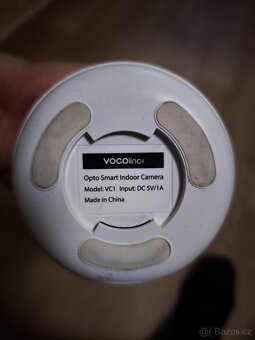 VOCOlinc
Opto Smart Indoor Camera
Model: VC1 Input: DC 5V/1A
Made in China
Bazos.cz